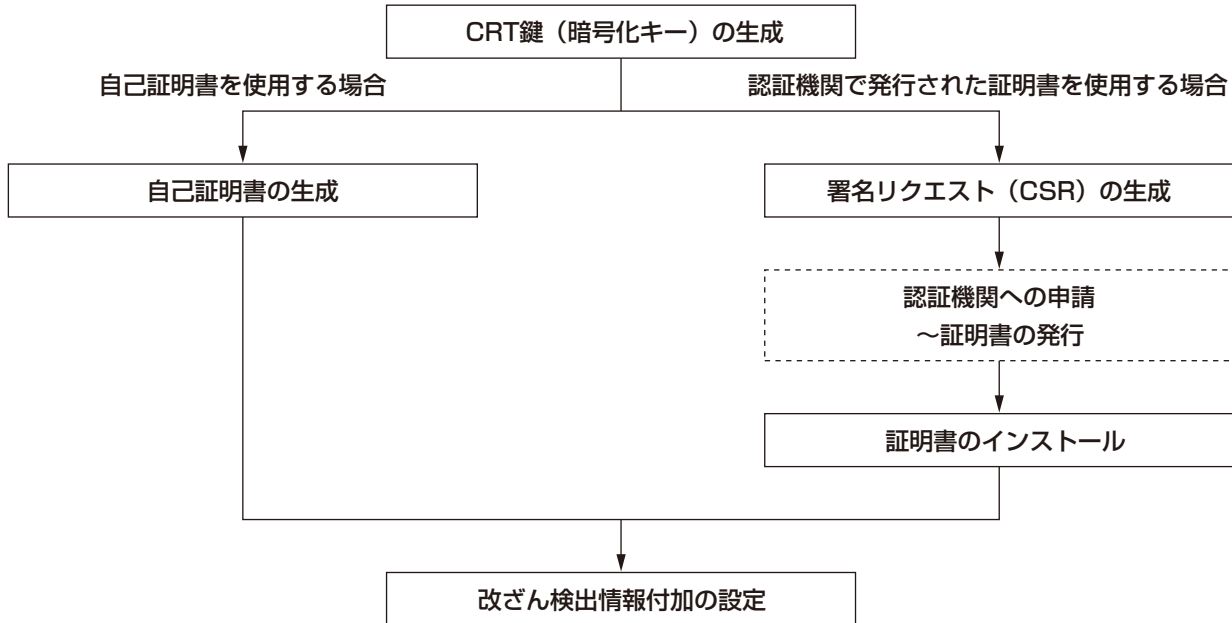 CRT鍵（暗号化キー）の生成
自己証明書を使用する場合
認証機関で発行された証明書を使用する場合
自己証明書の生成
署名リクエスト（CSR）の生成
認証機関への申請
～証明書の発行
証明書のインストール
改ざん検出情報付加の設定